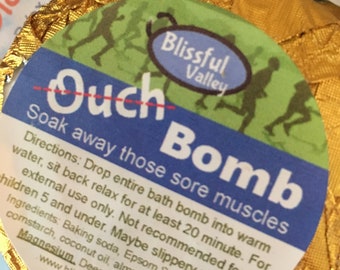 Blissful
Valley
Ouch
Bomb
Soak away those sore muscles
Directions: Drop entire bath bomb into warm
water, sit back relax for at least 20 minute. For
external use only. Not recommended for
children 5 and under. Maybe slippery
Ingredients: Baking soda, Epsom
cornstarch, coconut oil,
Magnesium,